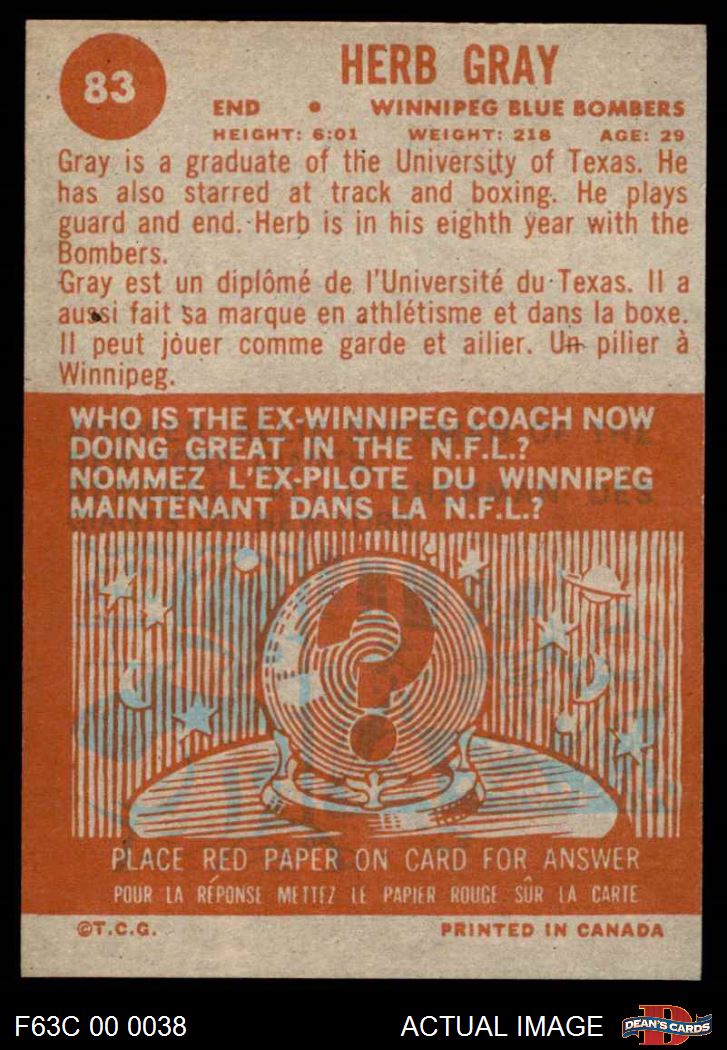 83
HERB GRAY
END • WINNIPEG BLUE BOMBERS
HEIGHT: 6:01 WEIGHT: 218 AGE: 29
Gray is a graduate of the University of Texas. He
has also starred at track and boxing. He plays
guard and end. Herb is in his eighth year with the
Bombers.
Gray est un diplômé de l'Université du Texas. Il a
aussi fait sa marque en athlétisme et dans la boxe.
Il peut jouer comme garde et ailier. Un pilier à
Winnipeg.
WHO IS THE EX-WINNIPEG COACH NOW
DOING GREAT IN THE N.F.L.?
NOMMEZ L'EX-PILOTE DU WINNIPEG
MAINTENANT DANS LA N.F.L.?
?
PLACE RED PAPER ON CARD FOR ANSWER
POUR LA RÉPONSE METTEZ LE PAPIER ROUGE SÛR LA CARTE
©T.C.G. PRINTED IN CANADA
F63C 00 0038 ACTUAL IMAGE
D
DEAN'S CARDS